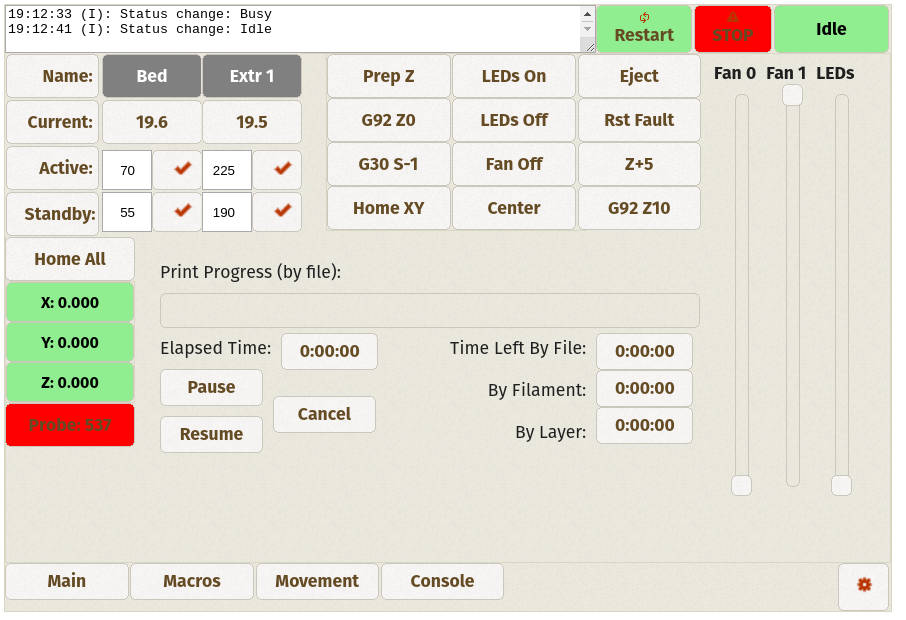 19:12:33 (I): Status change: Busy
19:12:41 (I): Status change: Idle
Restart
STOP
Idle
Name: Bed Extr 1
Current: 19.6 19.5
Active: 70 225
Standby: 55 190
Prep Z LEDs On Eject
G92 Z0 LEDs Off Rst Fault
G30 S-1 Fan Off Z+5
Home XY Center G92 Z10
Fan 0 Fan 1 LEDs
Home All
X: 0.000
Y: 0.000
Z: 0.000
Probe: 537
Print Progress (by file):
Elapsed Time: 0:00:00
Pause
Resume
Cancel
Time Left By File: 0:00:00
By Filament: 0:00:00
By Layer: 0:00:00
Main Macros Movement Console